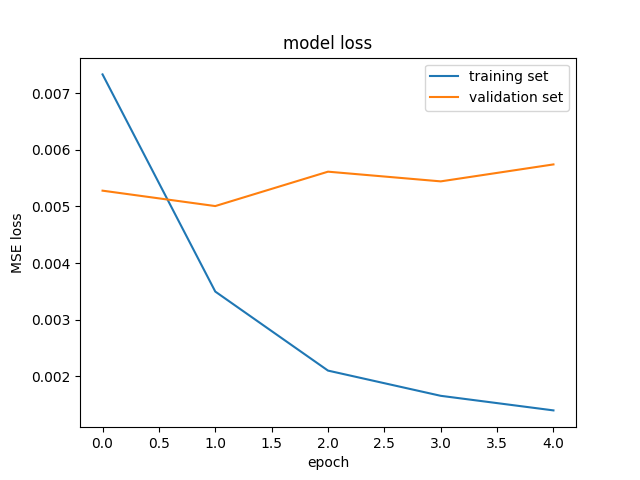 model loss
training set
validation set
0.007
0.006
0.005
0.004
0.003
0.002
MSE loss
0.0 0.5 1.0 1.5 2.0 2.5 3.0 3.5 4.0
epoch